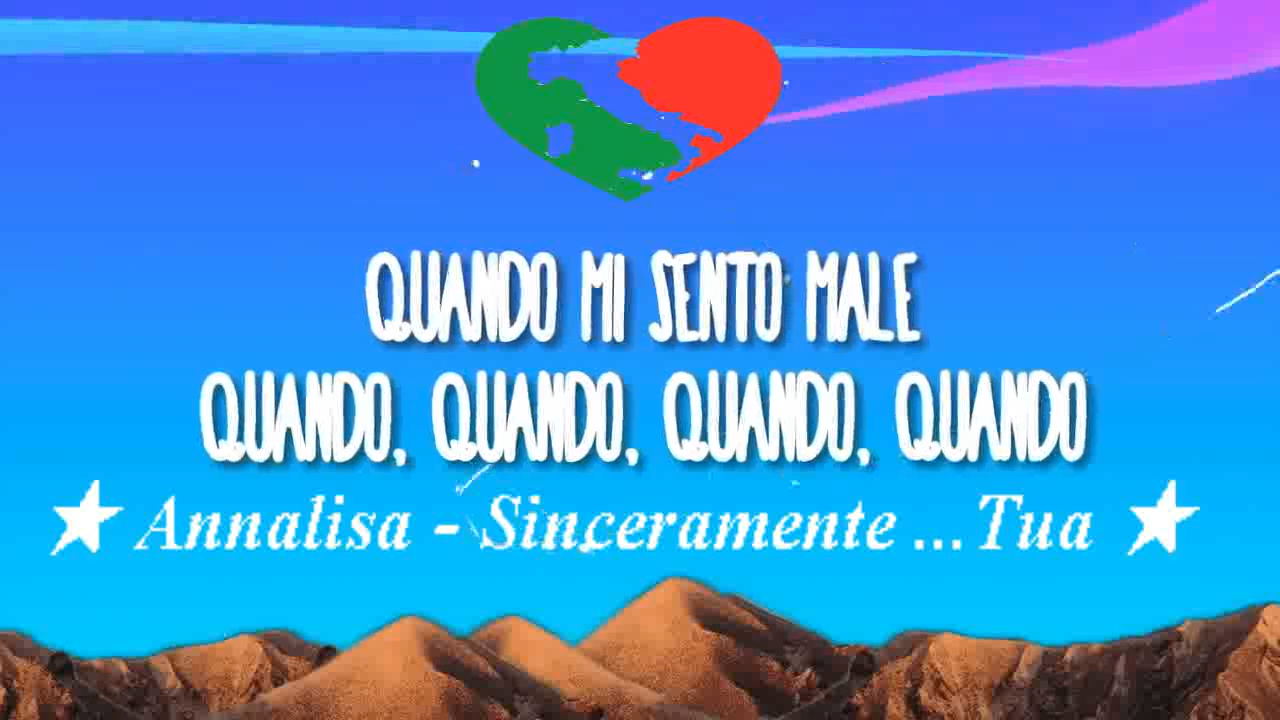 QUANDO MI SENTO MALE
QUANDO, QUANDO, QUANDO, QUANDO
★ Annalisa - Sinceramente ... Tua ★